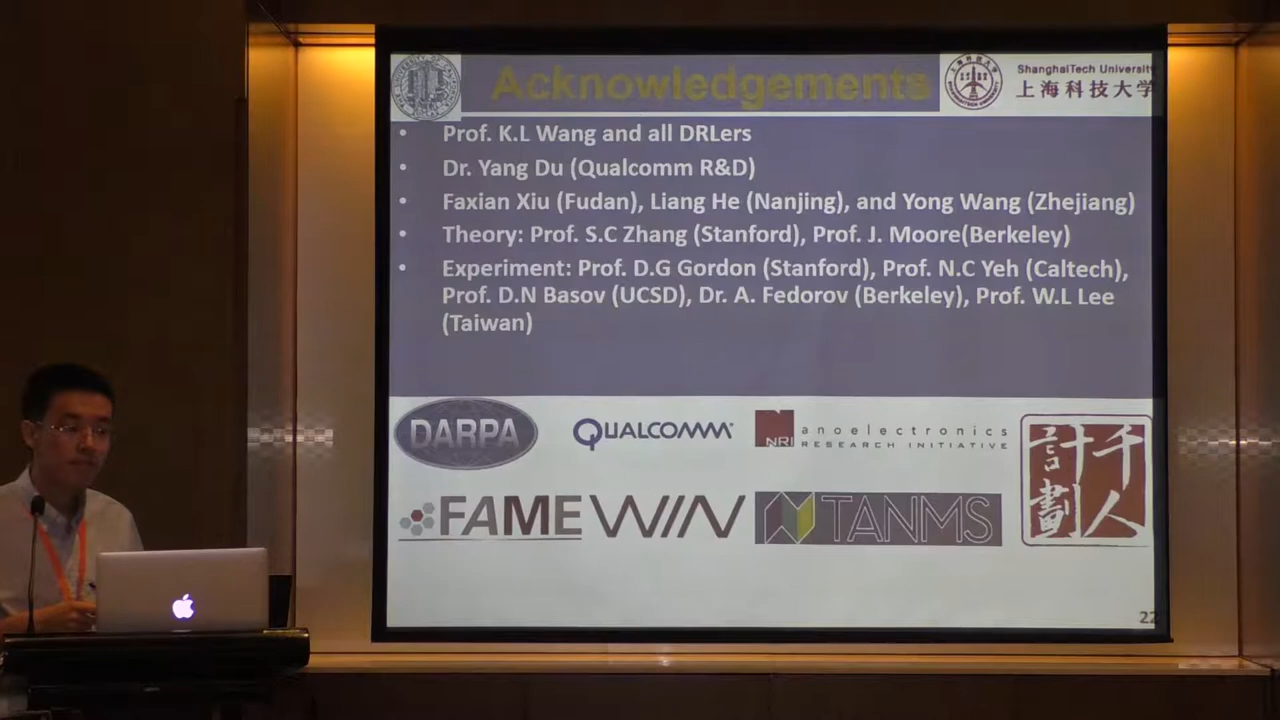 Acknowledgements
ShanghaiTech University
上海科技大学
• Prof. K.L Wang and all DRLers
• Dr. Yang Du (Qualcomm R&D)
• Faxian Xiu (Fudan), Liang He (Nanjing), and Yong Wang (Zhejiang)
• Theory: Prof. S.C Zhang (Stanford), Prof. J. Moore(Berkeley)
• Experiment: Prof. D.G Gordon (Stanford), Prof. N.C Yeh (Caltech),
Prof. D.N Basov (UCSD), Dr. A. Fedorov (Berkeley), Prof. W.L Lee
(Taiwan)
DARPA
QUALCOMM
NRI anoelectronics
RESEARCH INITIATIVE
千人
計劃
FAME
WIN
TANMS
22